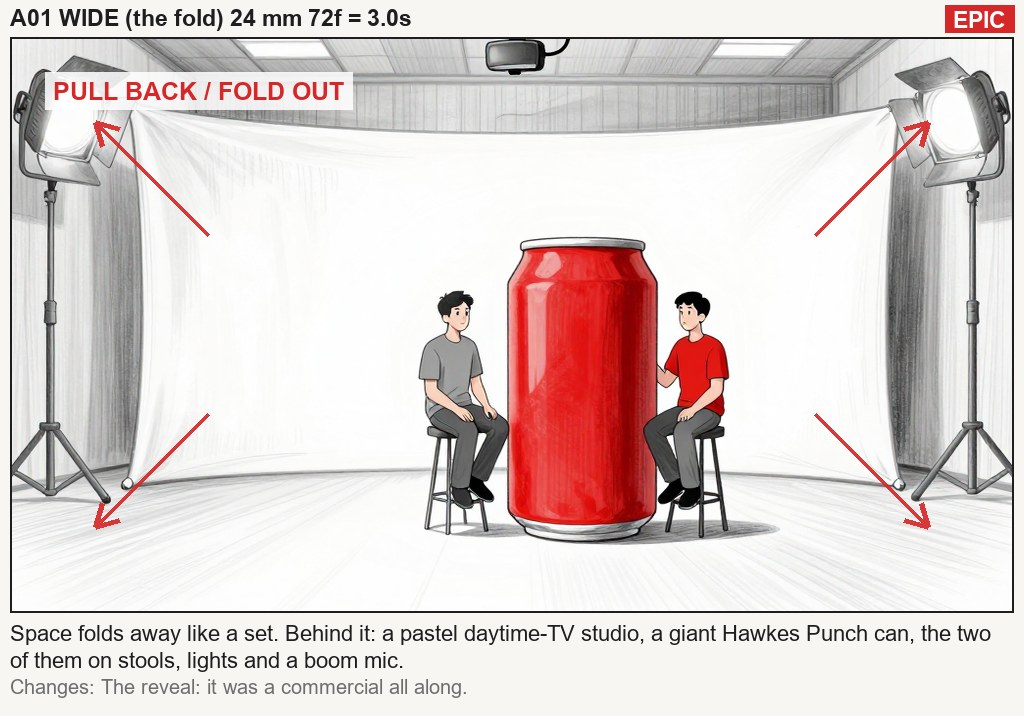 A01 WIDE (the fold) 24 mm 72f = 3.0s
EPIC
PULL BACK / FOLD OUT
Space folds away like a set. Behind it: a pastel daytime-TV studio, a giant Hawkes Punch can, the two
of them on stools, lights and a boom mic.
Changes: The reveal: it was a commercial all along.